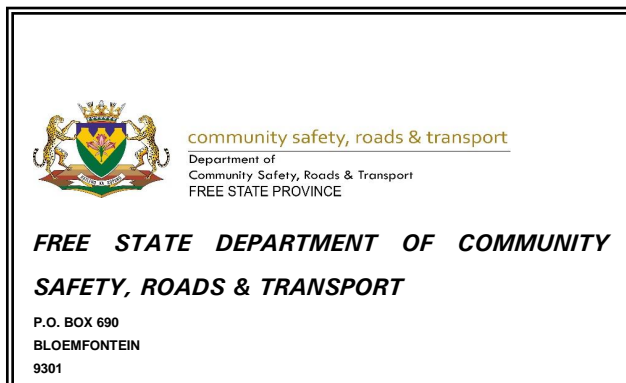 community safety, roads & transport
Department of
Community Safety, Roads & Transport
FREE STATE PROVINCE
FREE STATE DEPARTMENT OF COMMUNITY
SAFETY, ROADS & TRANSPORT
P.O. BOX 690
BLOEMFONTEIN
9301